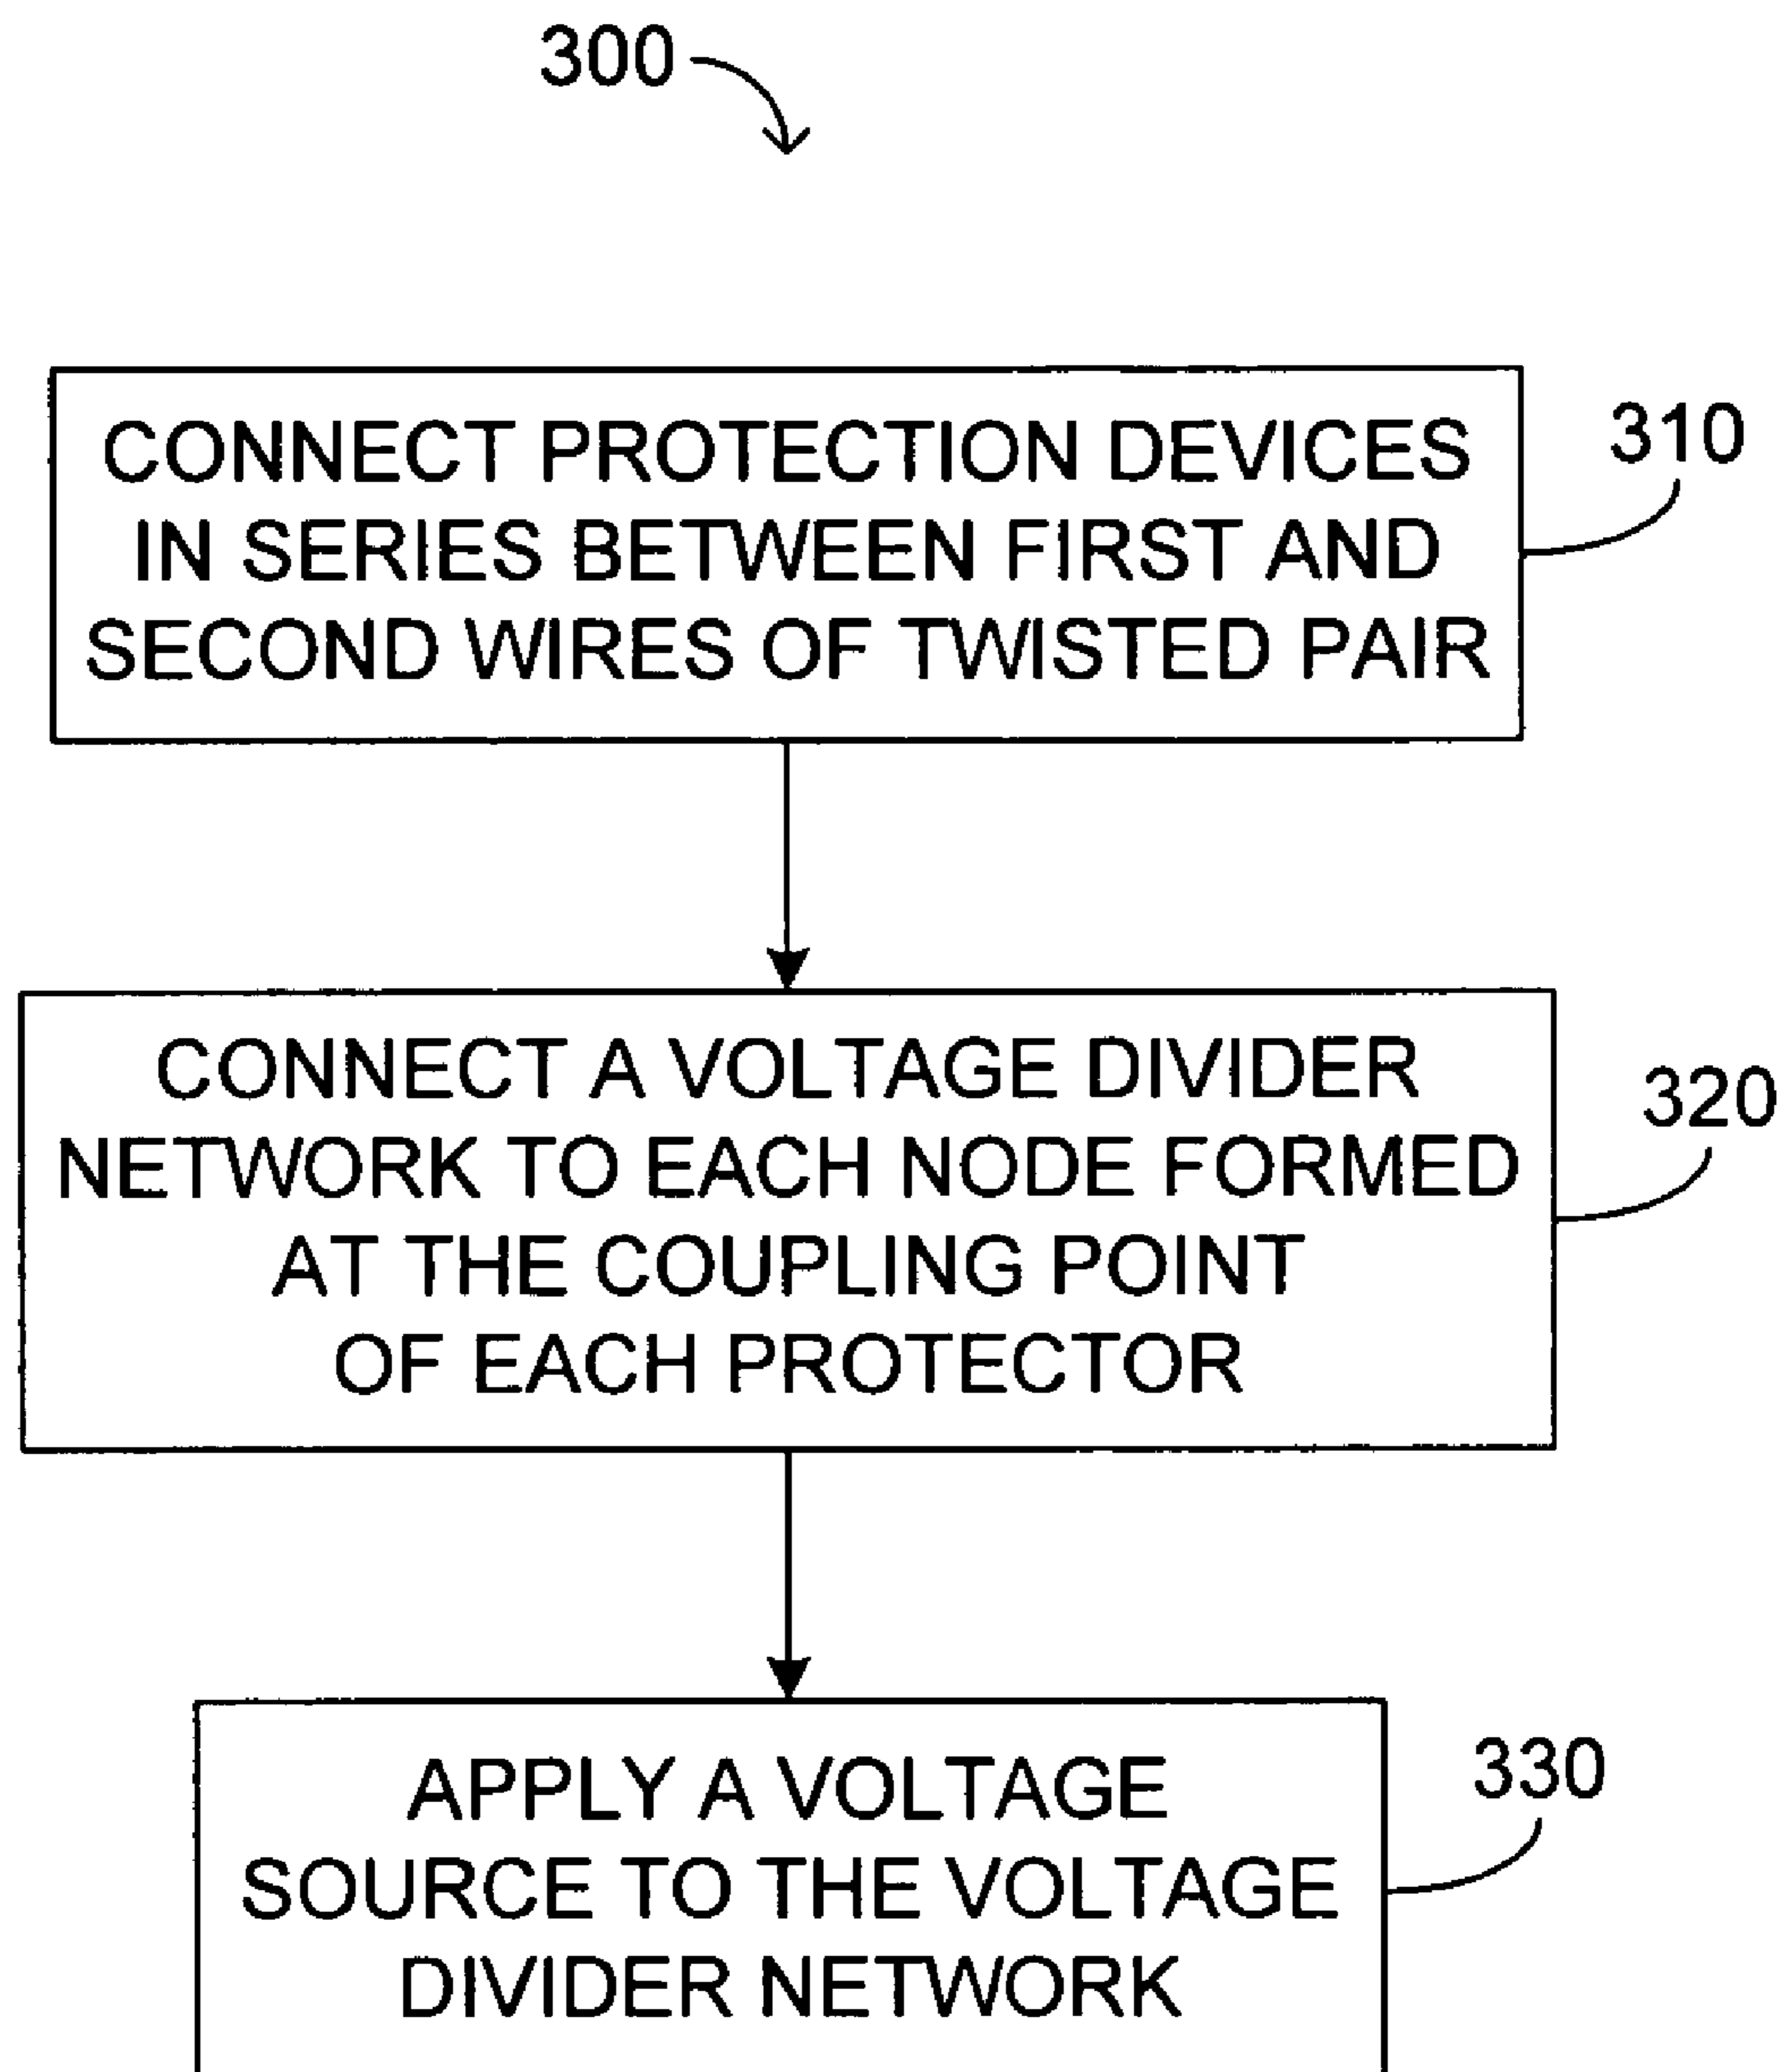 300
CONNECT PROTECTION DEVICES
IN SERIES BETWEEN FIRST AND
SECOND WIRES OF TWISTED PAIR
310
CONNECT A VOLTAGE DIVIDER
NETWORK TO EACH NODE FORMED
AT THE COUPLING POINT
OF EACH PROTECTOR
320
APPLY A VOLTAGE
SOURCE TO THE VOLTAGE
DIVIDER NETWORK
330